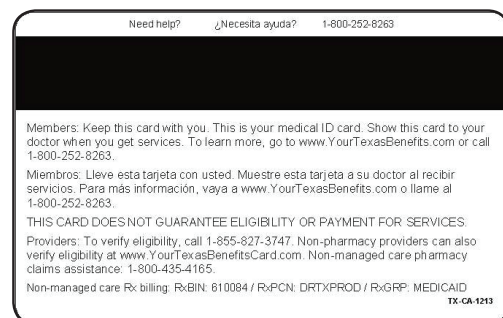 Need help? ¿Necesita ayuda? 1-800-252-8263
Members: Keep this card with you. This is your medical ID card. Show this card to your
doctor when you get services. To learn more, go to www.YourTexasBenefits.com or call
1-800-252-8263.
Miembros: Lleve esta tarjeta con usted. Muestre esta tarjeta a su doctor al recibir
servicios. Para más información, vaya a www.YourTexasBenefits.com o llame al
1-800-252-8263.
THIS CARD DOES NOT GUARANTEE ELIGIBILITY OR PAYMENT FOR SERVICES.
Providers: To verify eligibility, call 1-855-827-3747. Non-pharmacy providers can also
verify eligibility at www.YourTexasBenefitsCard.com. Non-managed care pharmacy
claims assistance: 1-800-435-4165.
Non-managed care Rx billing: RxBIN: 610084 / RxPCN: DRTXPROD / RxGRP: MEDICAID
TX-CA-1213